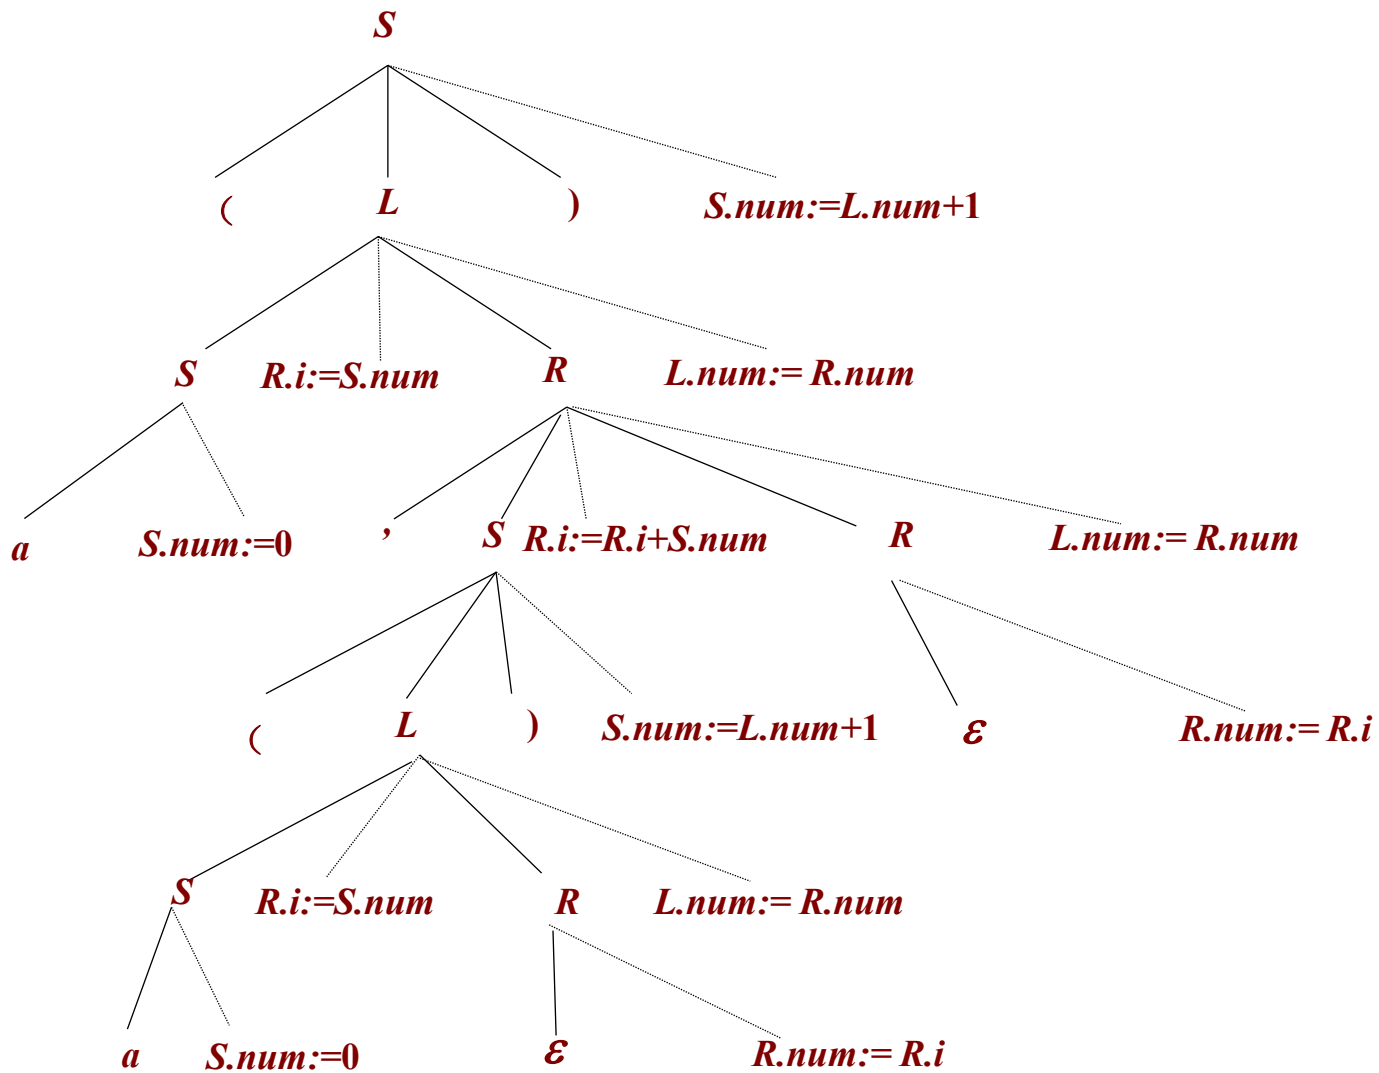 S
( L ) S.num:=L.num+1
S R.i:=S.num R L.num:= R.num
a S.num:=0 , S R.i:=R.i+S.num R L.num:= R.num
( L ) S.num:=L.num+1 ε R.num:= R.i
S R.i:=S.num R L.num:= R.num
a S.num:=0 ε R.num:= R.i